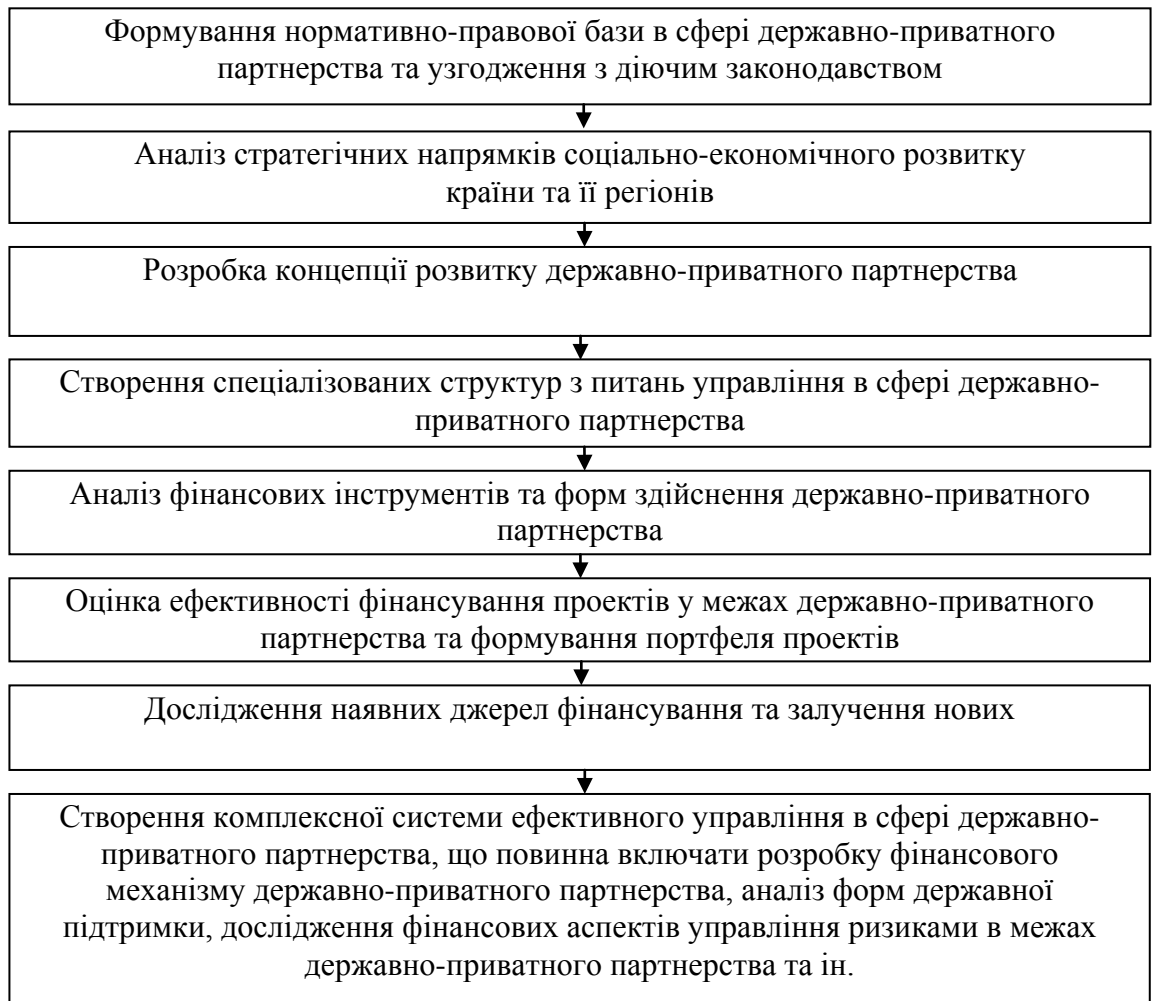 Формування нормативно-правової бази в сфері державно-приватного
партнерства та узгодження з діючим законодавством
Аналіз стратегічних напрямків соціально-економічного розвитку
країни та її регіонів
Розробка концепції розвитку державно-приватного партнерства
Створення спеціалізованих структур з питань управління в сфері державно-
приватного партнерства
Аналіз фінансових інструментів та форм здійснення державно-приватного
партнерства
Оцінка ефективності фінансування проектів у межах державно-приватного
партнерства та формування портфеля проектів
Дослідження наявних джерел фінансування та залучення нових
Створення комплексної системи ефективного управління в сфері державно-
приватного партнерства, що повинна включати розробку фінансового
механізму державно-приватного партнерства, аналіз форм державної
підтримки, дослідження фінансових аспектів управління ризиками в межах
державно-приватного партнерства та ін.